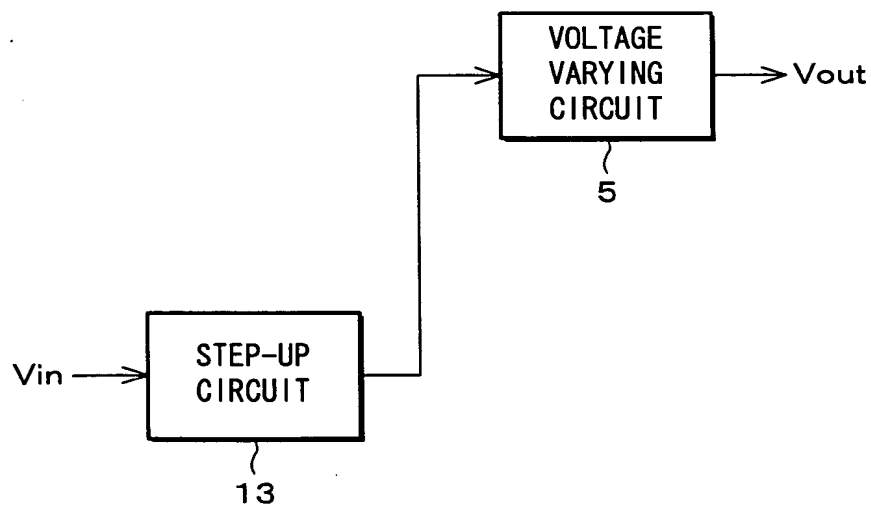 VOLTAGE
VARYING
CIRCUIT
Vout
5
STEP-UP
CIRCUIT
Vin
13